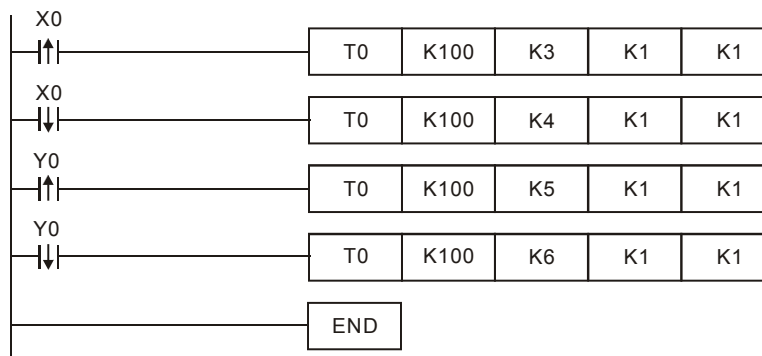 X0
T0 K100 K3 K1 K1
X0
T0 K100 K4 K1 K1
Y0
T0 K100 K5 K1 K1
Y0
T0 K100 K6 K1 K1
END